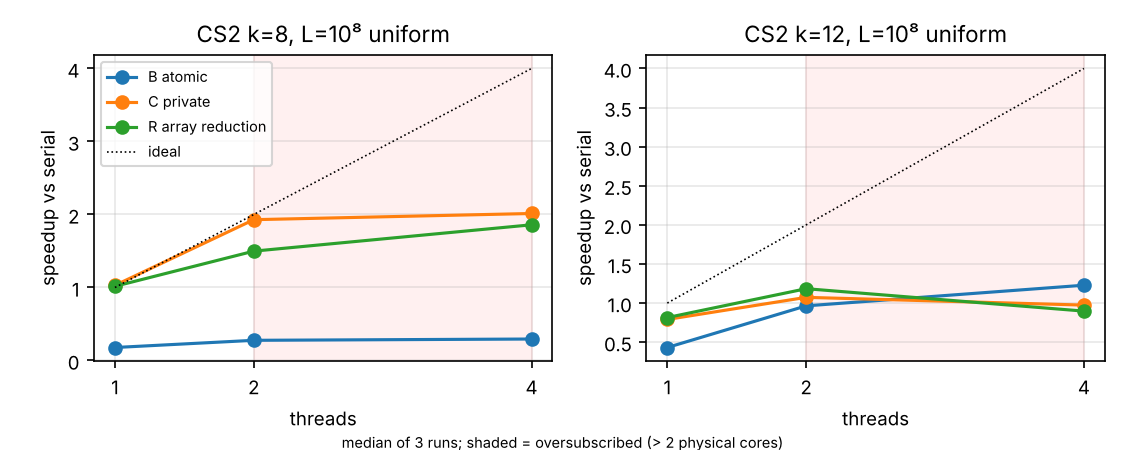 CS2 k=8, L=10⁸ uniform
speedup vs serial
4
3
2
1
0
B atomic
C private
R array reduction
ideal
1
2
4
threads
CS2 k=12, L=10⁸ uniform
speedup vs serial
4.0
3.5
3.0
2.5
2.0
1.5
1.0
0.5
1
2
4
threads
median of 3 runs; shaded = oversubscribed (> 2 physical cores)